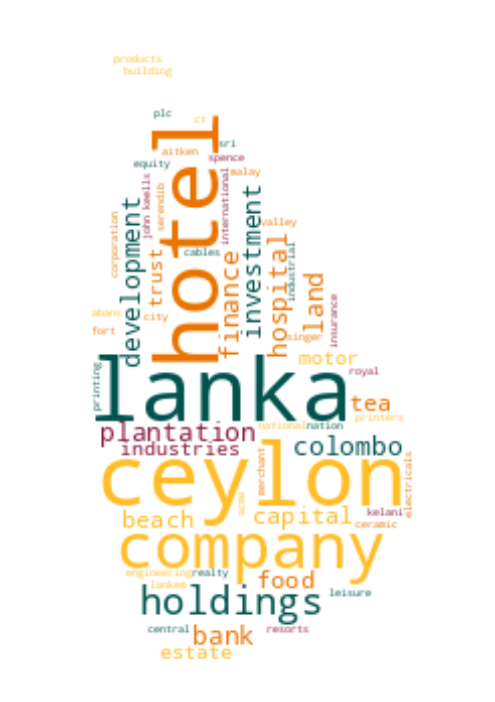 products
building
plc
ct
sri
aitken
spence
equity
malay
hotel
john keells
serendib
international
development
investment
corporation
valley
trust
cables
finance
hospital
industrial
land
insurance
abans
city
fort
singer
motor
printing
lanka
royal
tea
printers
plantation
national
nation
industries
colombo
merchant
electricals
ceylon
acme
beach
capital
kelani
ceramic
company
engineering
realty
lankem
food
leisure
holdings
central
bank
resorts
estate